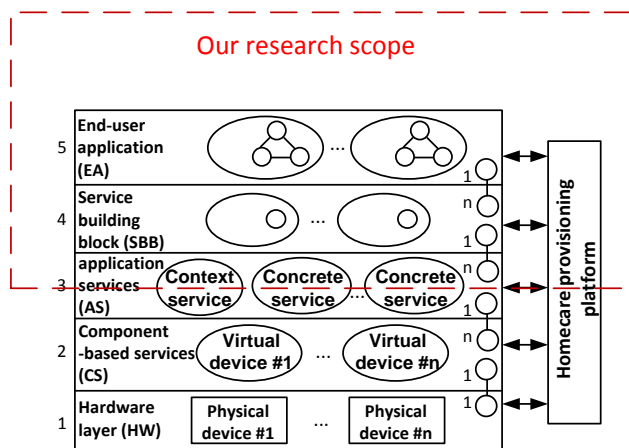 Our research scope
5
End-user
application
(EA)
...
1
n
4
Service
building
block (SBB)
...
1
n
3
application
services
(AS)
Context
service
Concrete
service
...
Concrete
service
1
n
2
Component
-based services
(CS)
Virtual
device #1
...
Virtual
device #n
1
1
1
Hardware
layer (HW)
Physical
device #1
...
Physical
device #n
Homecare provisioning
platform